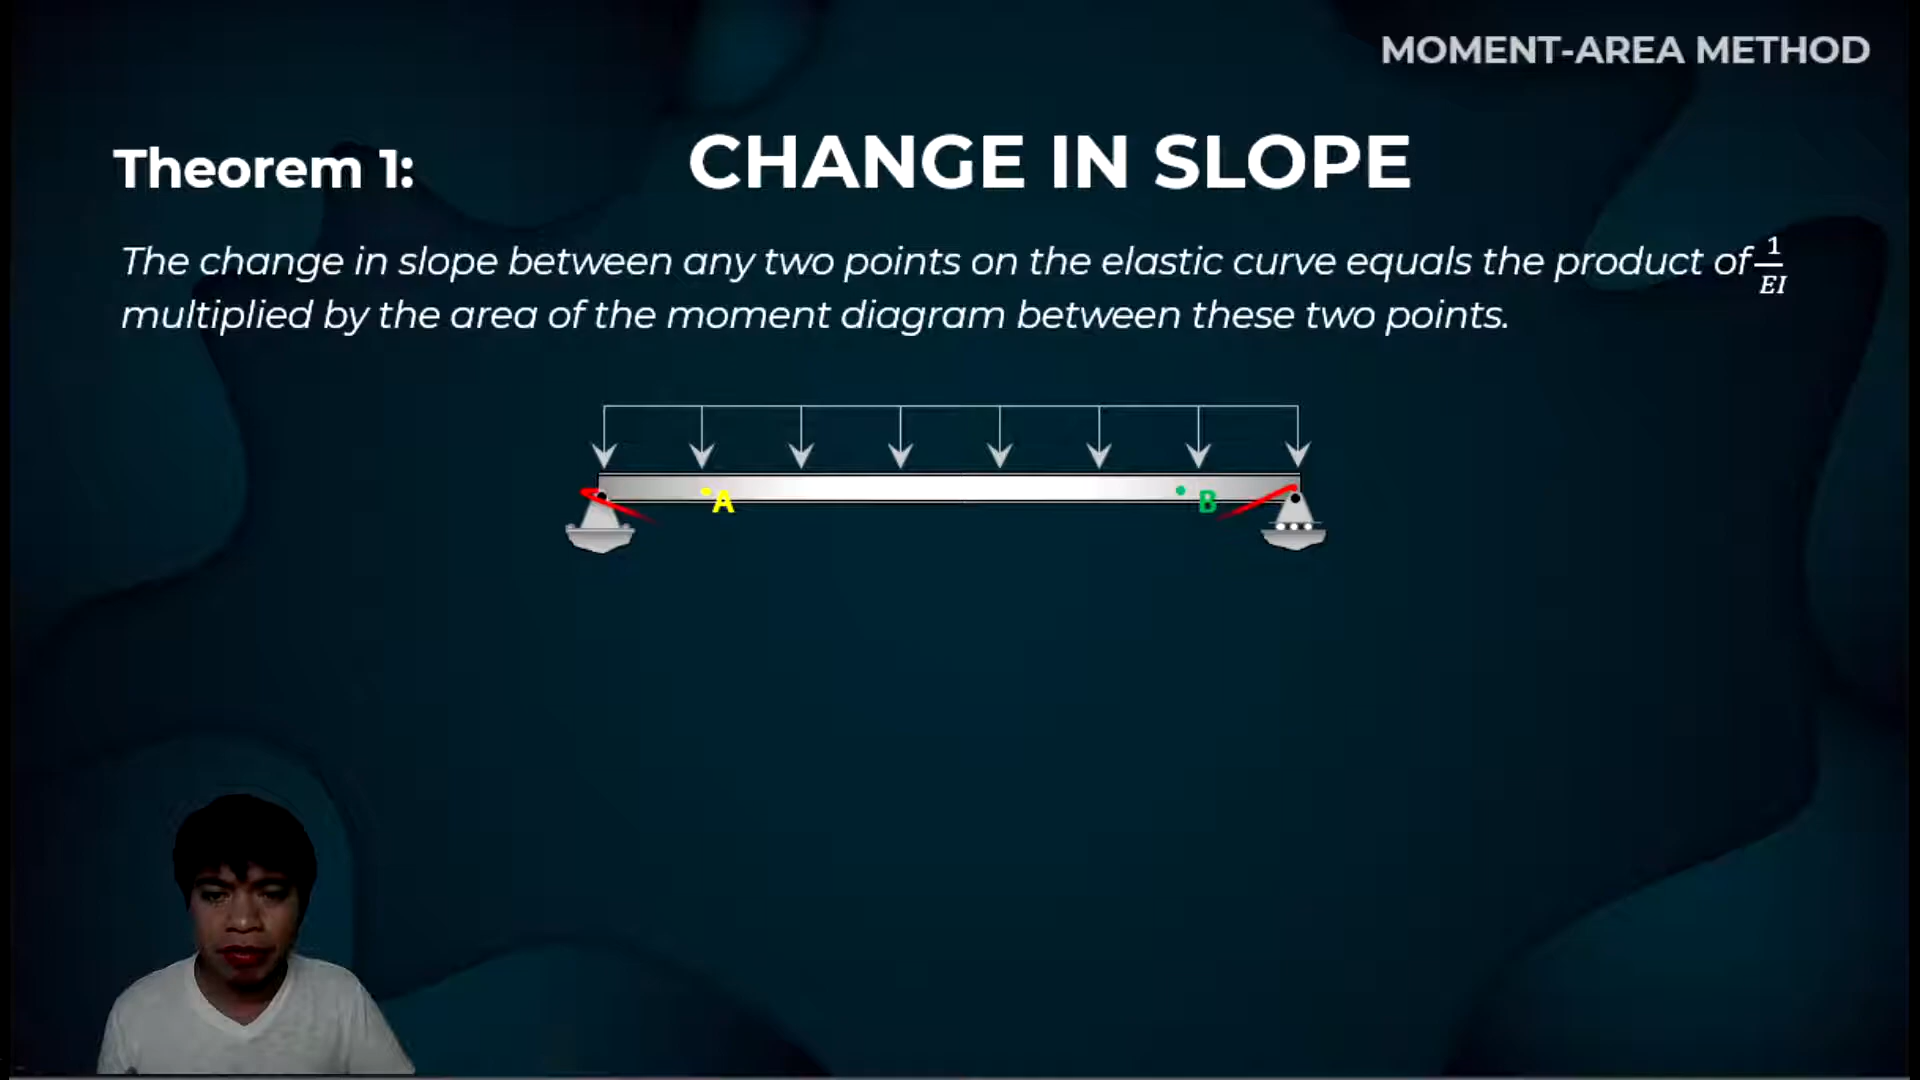 MOMENT-AREA METHOD
Theorem 1:
CHANGE IN SLOPE
The change in slope between any two points on the elastic curve equals the product of 1/EI
multiplied by the area of the moment diagram between these two points.
A
B